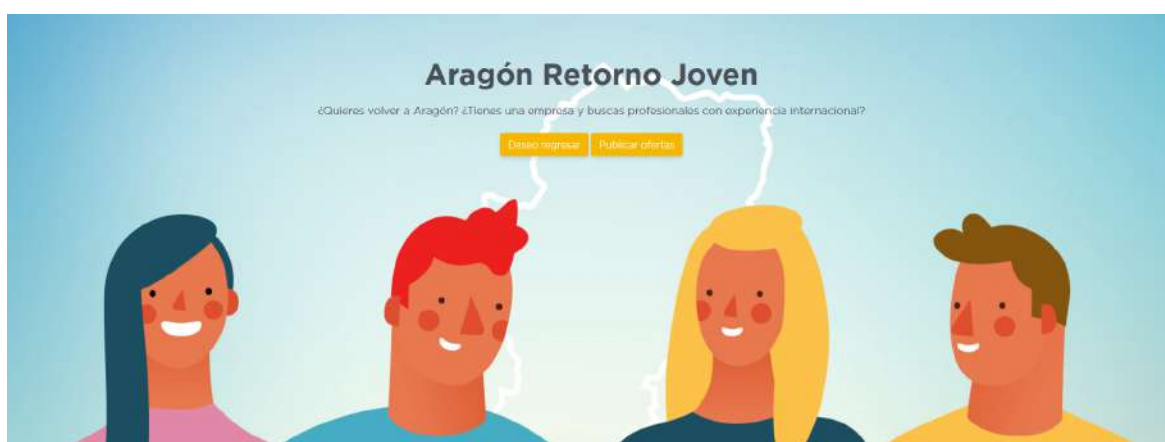 Aragón Retorno Joven
¿Quieres volver a Aragón? ¿Tienes una empresa y buscas profesionales con experiencia internacional?
Deseo regresar Publicar ofertas